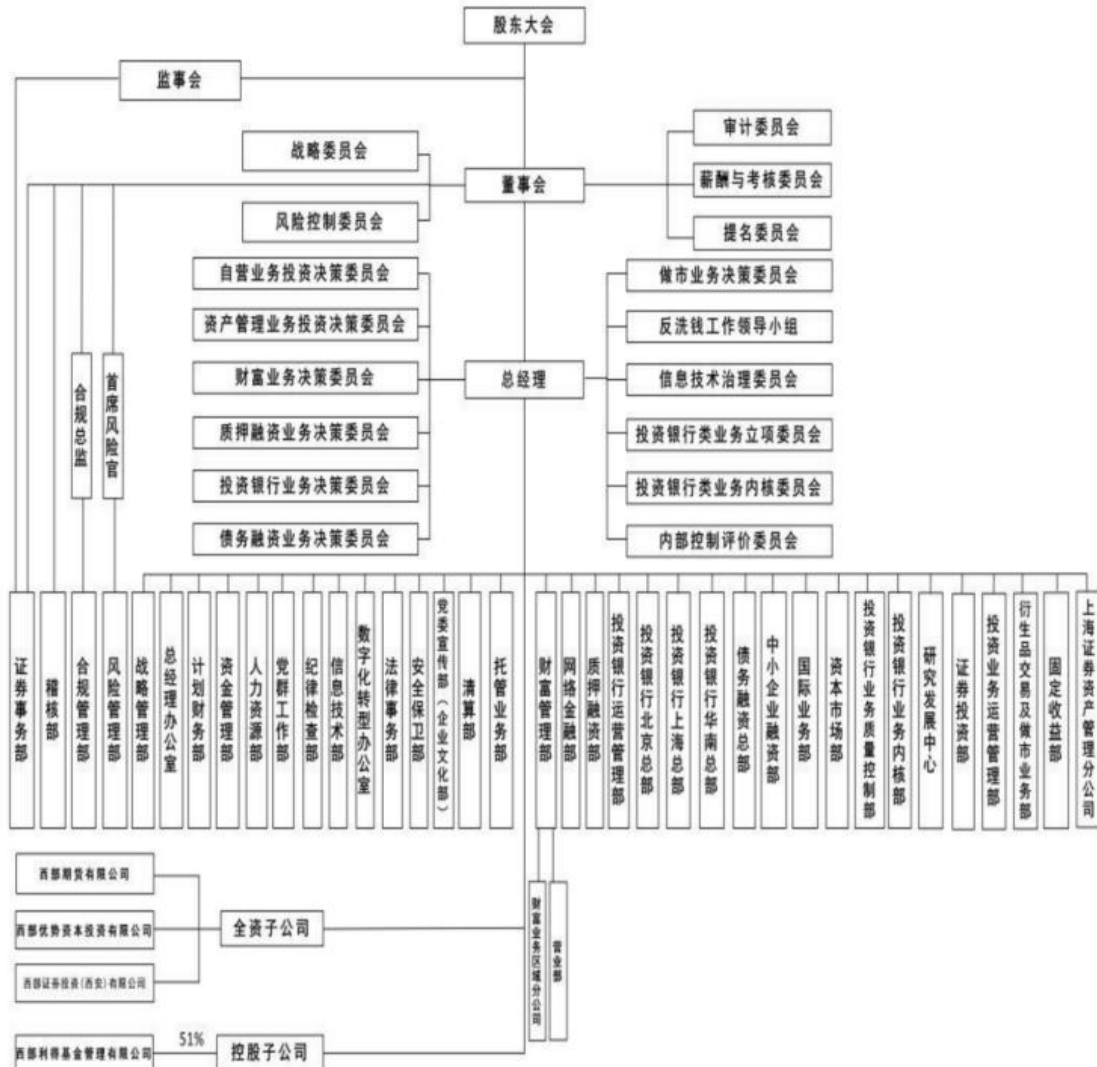 股东大会
监事会
战略委员会
审计委员会
董事会
薪酬与考核委员会
风险控制委员会
提名委员会
自营业务投资决策委员会
做市业务决策委员会
资产管理业务投资决策委员会
反洗钱工作领导小组
财富业务决策委员会
总经理
信息技术治理委员会
合规总监
首席风险官
质押融资业务决策委员会
投资银行类业务立项委员会
投资银行业务决策委员会
投资银行类业务内核委员会
债务融资业务决策委员会
内部控制评价委员会
证券事务部
稽核部
合规管理部
风险管理部
战略管理部
总经理办公室
计划财务部
资金管理部
人力资源部
党群工作部
纪律检查部
信息技术部
数字化转型办公室
法律事务部
安全保卫部
党委宣传部（企业文化部）
清算部
托管业务部
财富管理部
网络金融部
质押融资部
投资银行运营管理部
投资银行北京总部
投资银行上海总部
投资银行华南总部
债务融资总部
中小企业融资部
国际业务部
资本市场部
投资银行业务质量控制部
投资银行业务内核部
研究发展中心
证券投资部
投资业务运营管理部
衍生品交易及做市业务部
固定收益部
上海证券资产管理分公司
西部期货有限公司
西部优势资本投资有限公司
全资子公司
西部证券投资(西安)有限公司
财富业务区域分公司
营业部
西部利得基金管理有限公司
51%
控股子公司